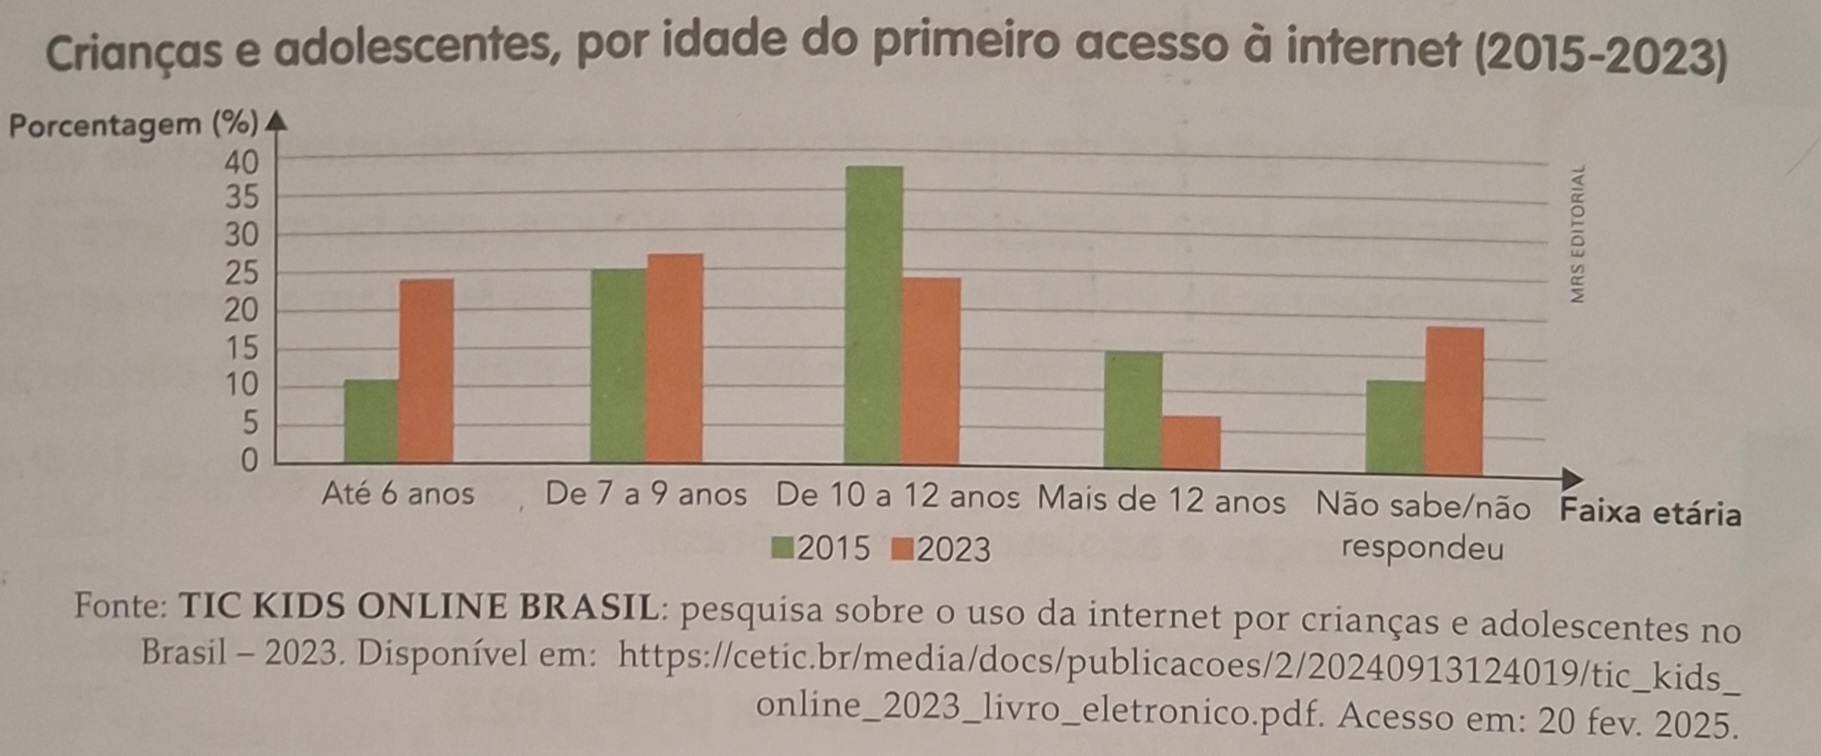 Crianças e adolescentes, por idade do primeiro acesso à internet (2015-2023)
Porcentagem (%)
40
35
30
25
20
15
10
5
0
Até 6 anos
De 7 a 9 anos
De 10 a 12 anos
Mais de 12 anos
Não sabe/não
respondeu
Faixa etária
2015 2023
MRS EDITORIAL
Fonte: TIC KIDS ONLINE BRASIL: pesquisa sobre o uso da internet por crianças e adolescentes no
Brasil – 2023. Disponível em: https://cetic.br/media/docs/publicacoes/2/20240913124019/tic_kids_
online_2023_livro_eletronico.pdf. Acesso em: 20 fev. 2025.